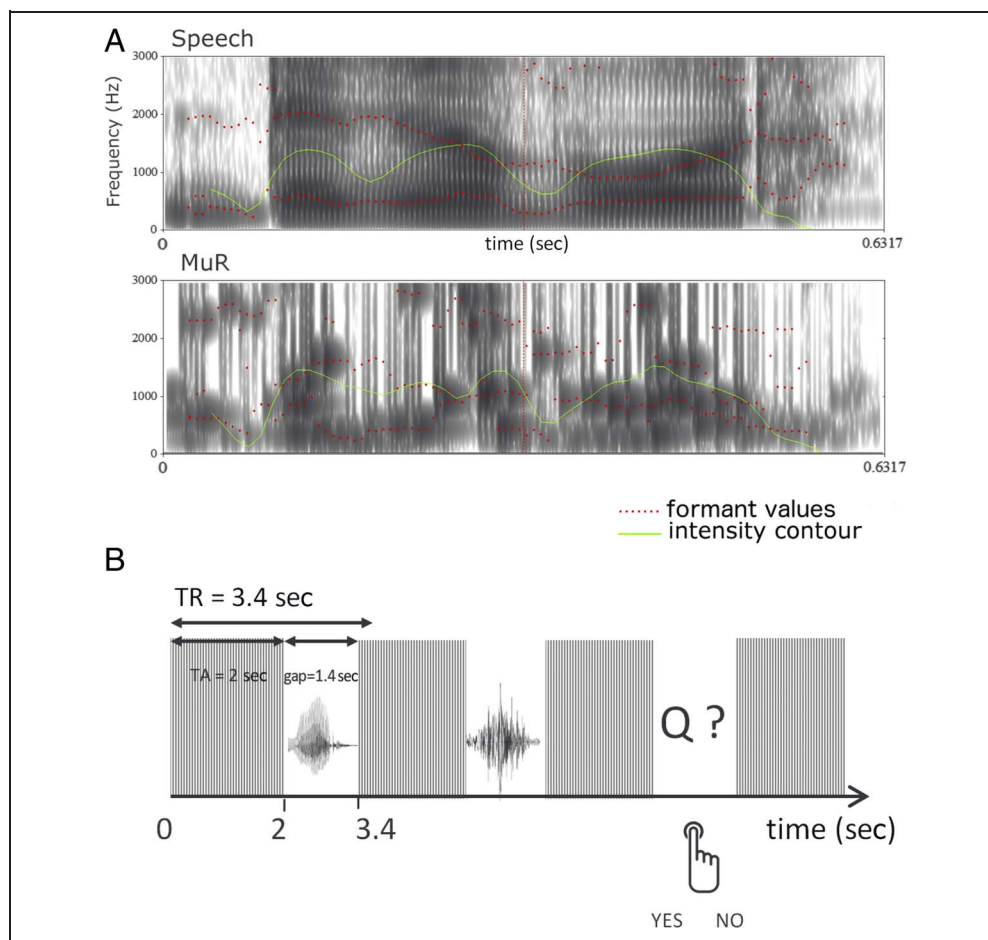 A
Speech
3000
2000
1000
0
Frequency (Hz)
0
time (sec)
0.6317
MuR
3000
2000
1000
0
0
0.6317
formant values
intensity contour
B
TR = 3.4 sec
TA = 2 sec
gap=1.4 sec
Q ?
0
2
3.4
time (sec)
YES NO